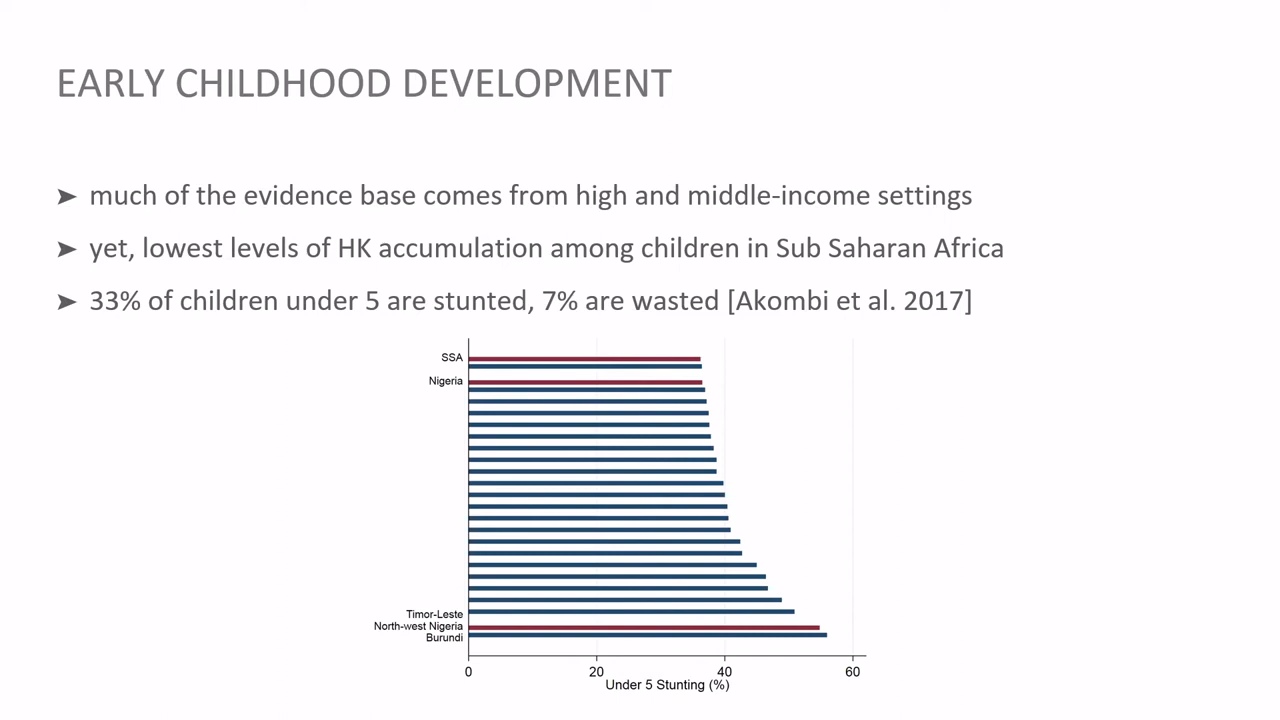 EARLY CHILDHOOD DEVELOPMENT
➤ much of the evidence base comes from high and middle-income settings
➤ yet, lowest levels of HK accumulation among children in Sub Saharan Africa
➤ 33% of children under 5 are stunted, 7% are wasted [Akombi et al. 2017]
SSA
Nigeria
Timor-Leste
North-west Nigeria
Burundi
0 20 40 60
Under 5 Stunting (%)